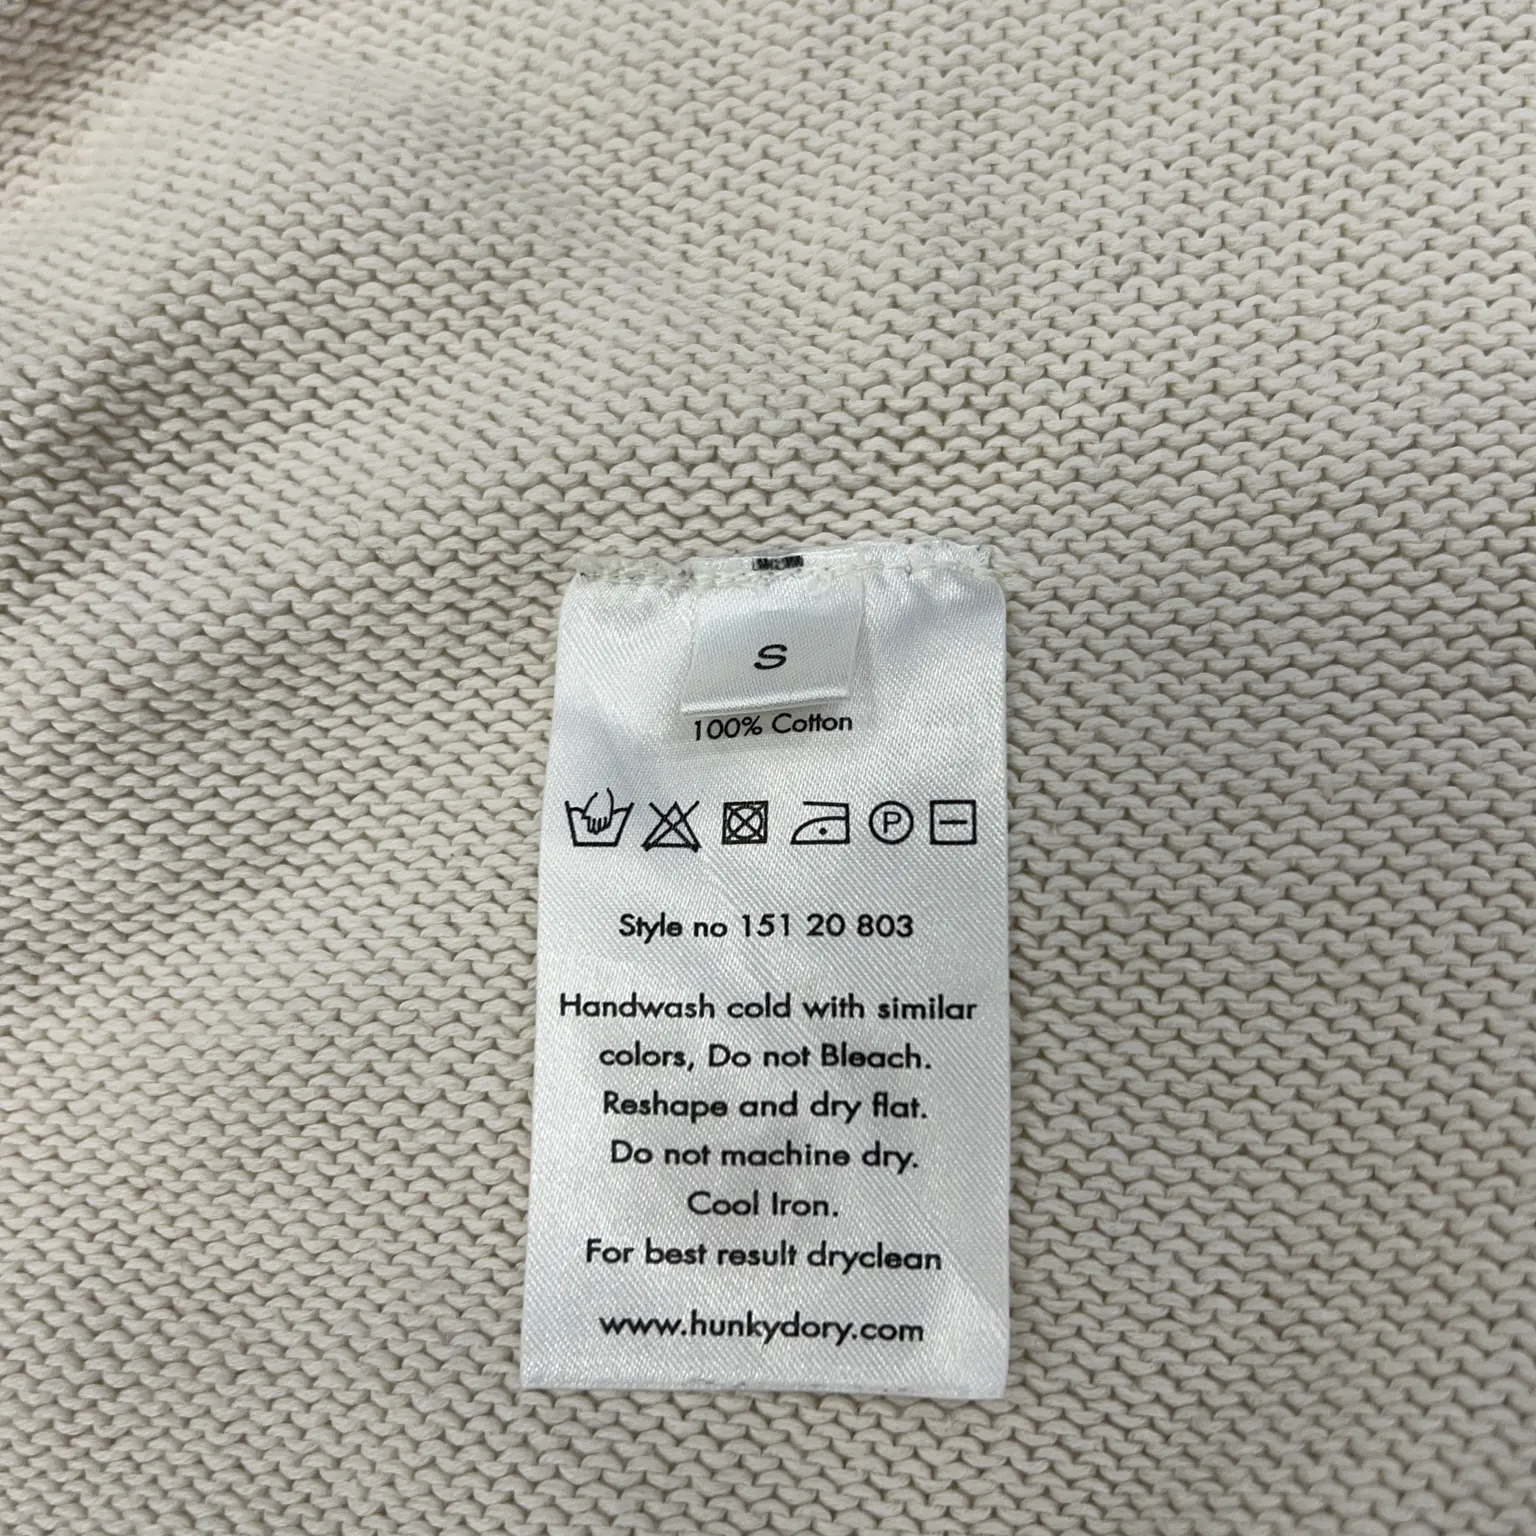 S
100% Cotton
P
Style no 151 20 803
Handwash cold with similar
colors, Do not Bleach.
Reshape and dry flat.
Do not machine dry.
Cool Iron.
For best result dryclean
www.hunkydory.com